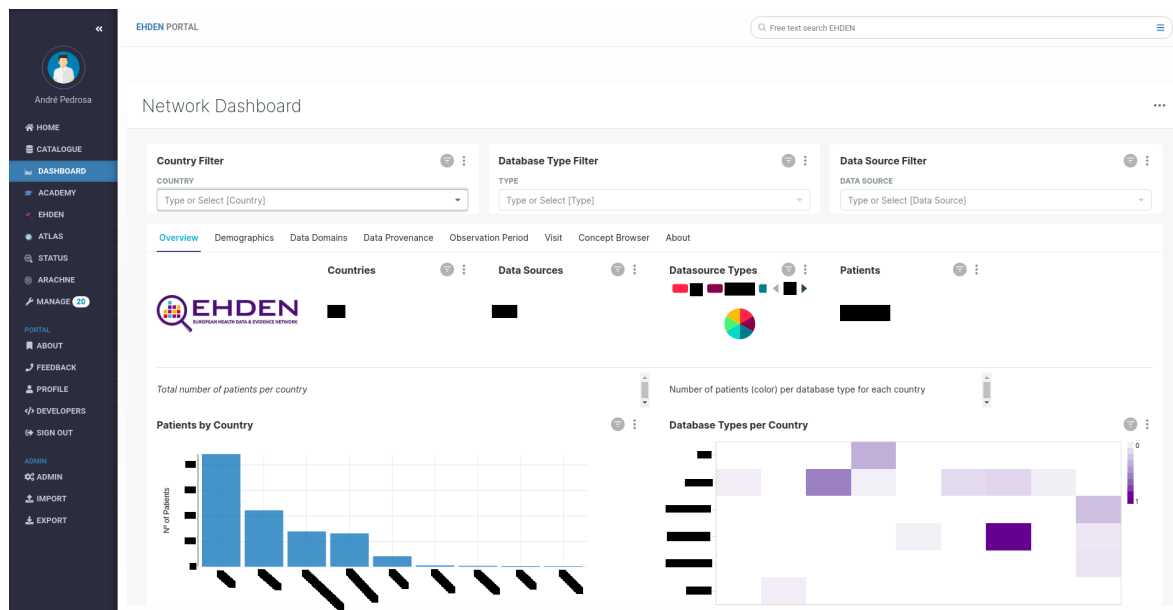 «
EHDEN PORTAL
Free text search EHDEN
André Pedrosa
HOME
CATALOGUE
DASHBOARD
ACADEMY
EHDEN
ATLAS
STATUS
ARACHNE
MANAGE 20
PORTAL
ABOUT
FEEDBACK
PROFILE
</> DEVELOPERS
SIGN OUT
ADMIN
ADMIN
IMPORT
EXPORT
Network Dashboard
Country Filter
COUNTRY
Type or Select [Country]
Database Type Filter
TYPE
Type or Select [Type]
Data Source Filter
DATA SOURCE
Type or Select [Data Source]
Overview Demographics Data Domains Data Provenance Observation Period Visit Concept Browser About
EHDEN
EUROPEAN HEALTH DATA & EVIDENCE NETWORK
Countries
Data Sources
Datasource Types
Patients
Total number of patients per country
Number of patients (color) per database type for each country
Patients by Country
Nº of Patients
Database Types per Country
0
1